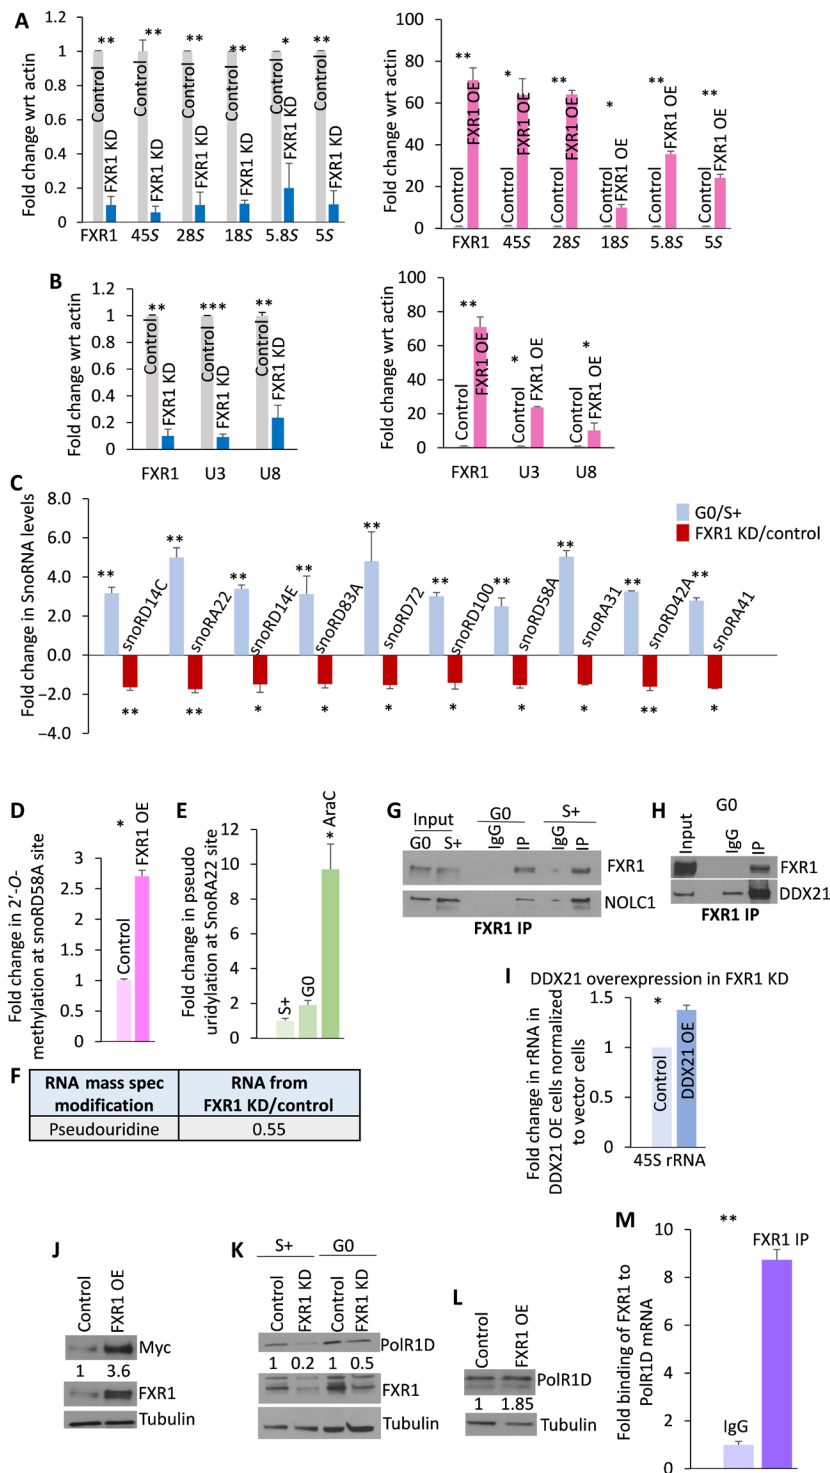 A
Fold change wrt actin
1.2
1
0.8
0.6
0.4
0.2
0
**
**
**
**
*
**
Control
FXR1 KD
Control
FXR1 KD
Control
FXR1 KD
Control
FXR1 KD
Control
FXR1 KD
Control
FXR1 KD
FXR1
45S
28S
18S
5.8S
5S
Fold change wrt actin
100
80
60
40
20
0
**
*
**
*
**
**
Control
FXR1 OE
Control
FXR1 OE
Control
FXR1 OE
Control
FXR1 OE
Control
FXR1 OE
Control
FXR1 OE
FXR1
45S
28S
18S
5.8S
5S
B
Fold change wrt actin
1.2
1
0.8
0.6
0.4
0.2
0
**
***
**
Control
FXR1 KD
Control
FXR1 KD
Control
FXR1 KD
FXR1
U3
U8
Fold change wrt actin
100
80
60
40
20
0
**
*
*
Control
FXR1 OE
Control
FXR1 OE
Control
FXR1 OE
FXR1
U3
U8
C
Fold change in SnoRNA levels
8.0
6.0
4.0
2.0
0.0
−2.0
−4.0
G0/S+
FXR1 KD/control
**
**
**
**
**
**
**
**
**
**
snoRD14C
snoRA22
snoRD14E
snoRD83A
snoRD72
snoRD100
snoRD58A
snoRA31
snoRD42A
snoRA41
**
**
*
*
*
*
*
*
**
*
D
Fold change in 2'-O-
methylation at snoRD58A site
3
2.5
2
1.5
1
0.5
0
*
Control
FXR1 OE
E
Fold change in pseudo
uridylation at SnoRA22 site
12
10
8
6
4
2
0
S+
G0
* AraC
F
RNA mass spec
modification
RNA from
FXR1 KD/control
Pseudouridine
0.55
G
Input
G0
S+
G0 S+
IgG
IP
IgG
IP
FXR1
NOLC1
FXR1 IP
H
G0
Input
IgG
IP
FXR1
DDX21
FXR1 IP
I
DDX21 overexpression in FXR1 KD
Fold change in rRNA in
DDX21 OE cells normalized
to vector cells
1.5
1
0.5
0
*
Control
DDX21 OE
45S rRNA
J
Control
FXR1 OE
Myc
1 3.6
FXR1
Tubulin
K
S+
G0
Control
FXR1 KD
Control
FXR1 KD
PolR1D
1 0.2 1 0.5
FXR1
Tubulin
L
Control
FXR1 OE
PolR1D
1 1.85
Tubulin
M
Fold binding of FXR1 to
PolR1D mRNA
10
8
6
4
2
0
**
IgG
FXR1 IP